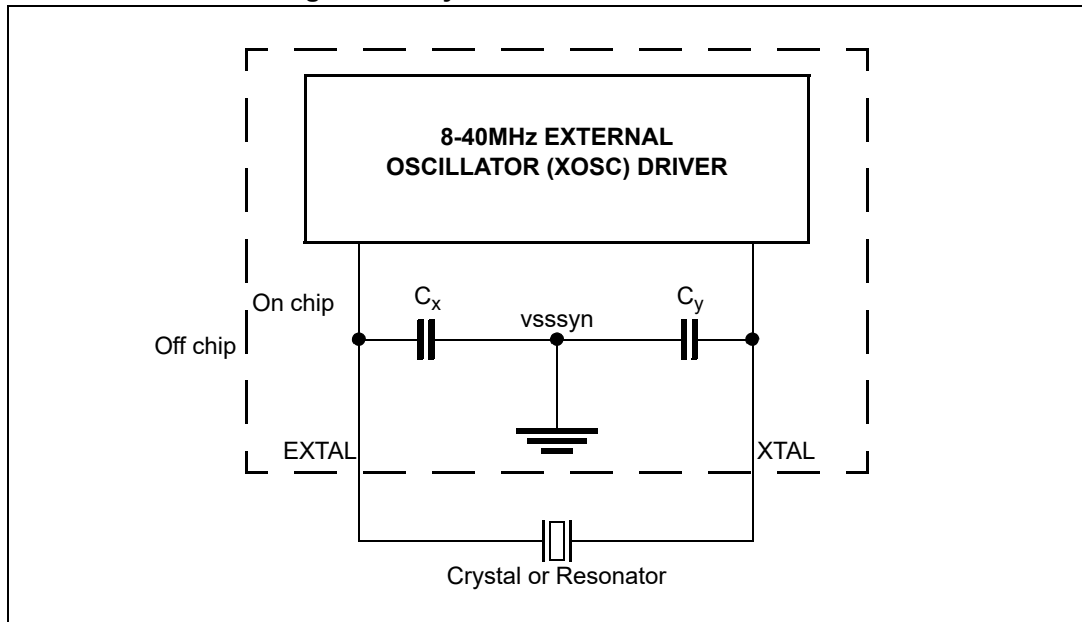 8-40MHz EXTERNAL
OSCILLATOR (XOSC) DRIVER
On chip
Cx
vsssyn
Cy
Off chip
EXTAL
XTAL
Crystal or Resonator